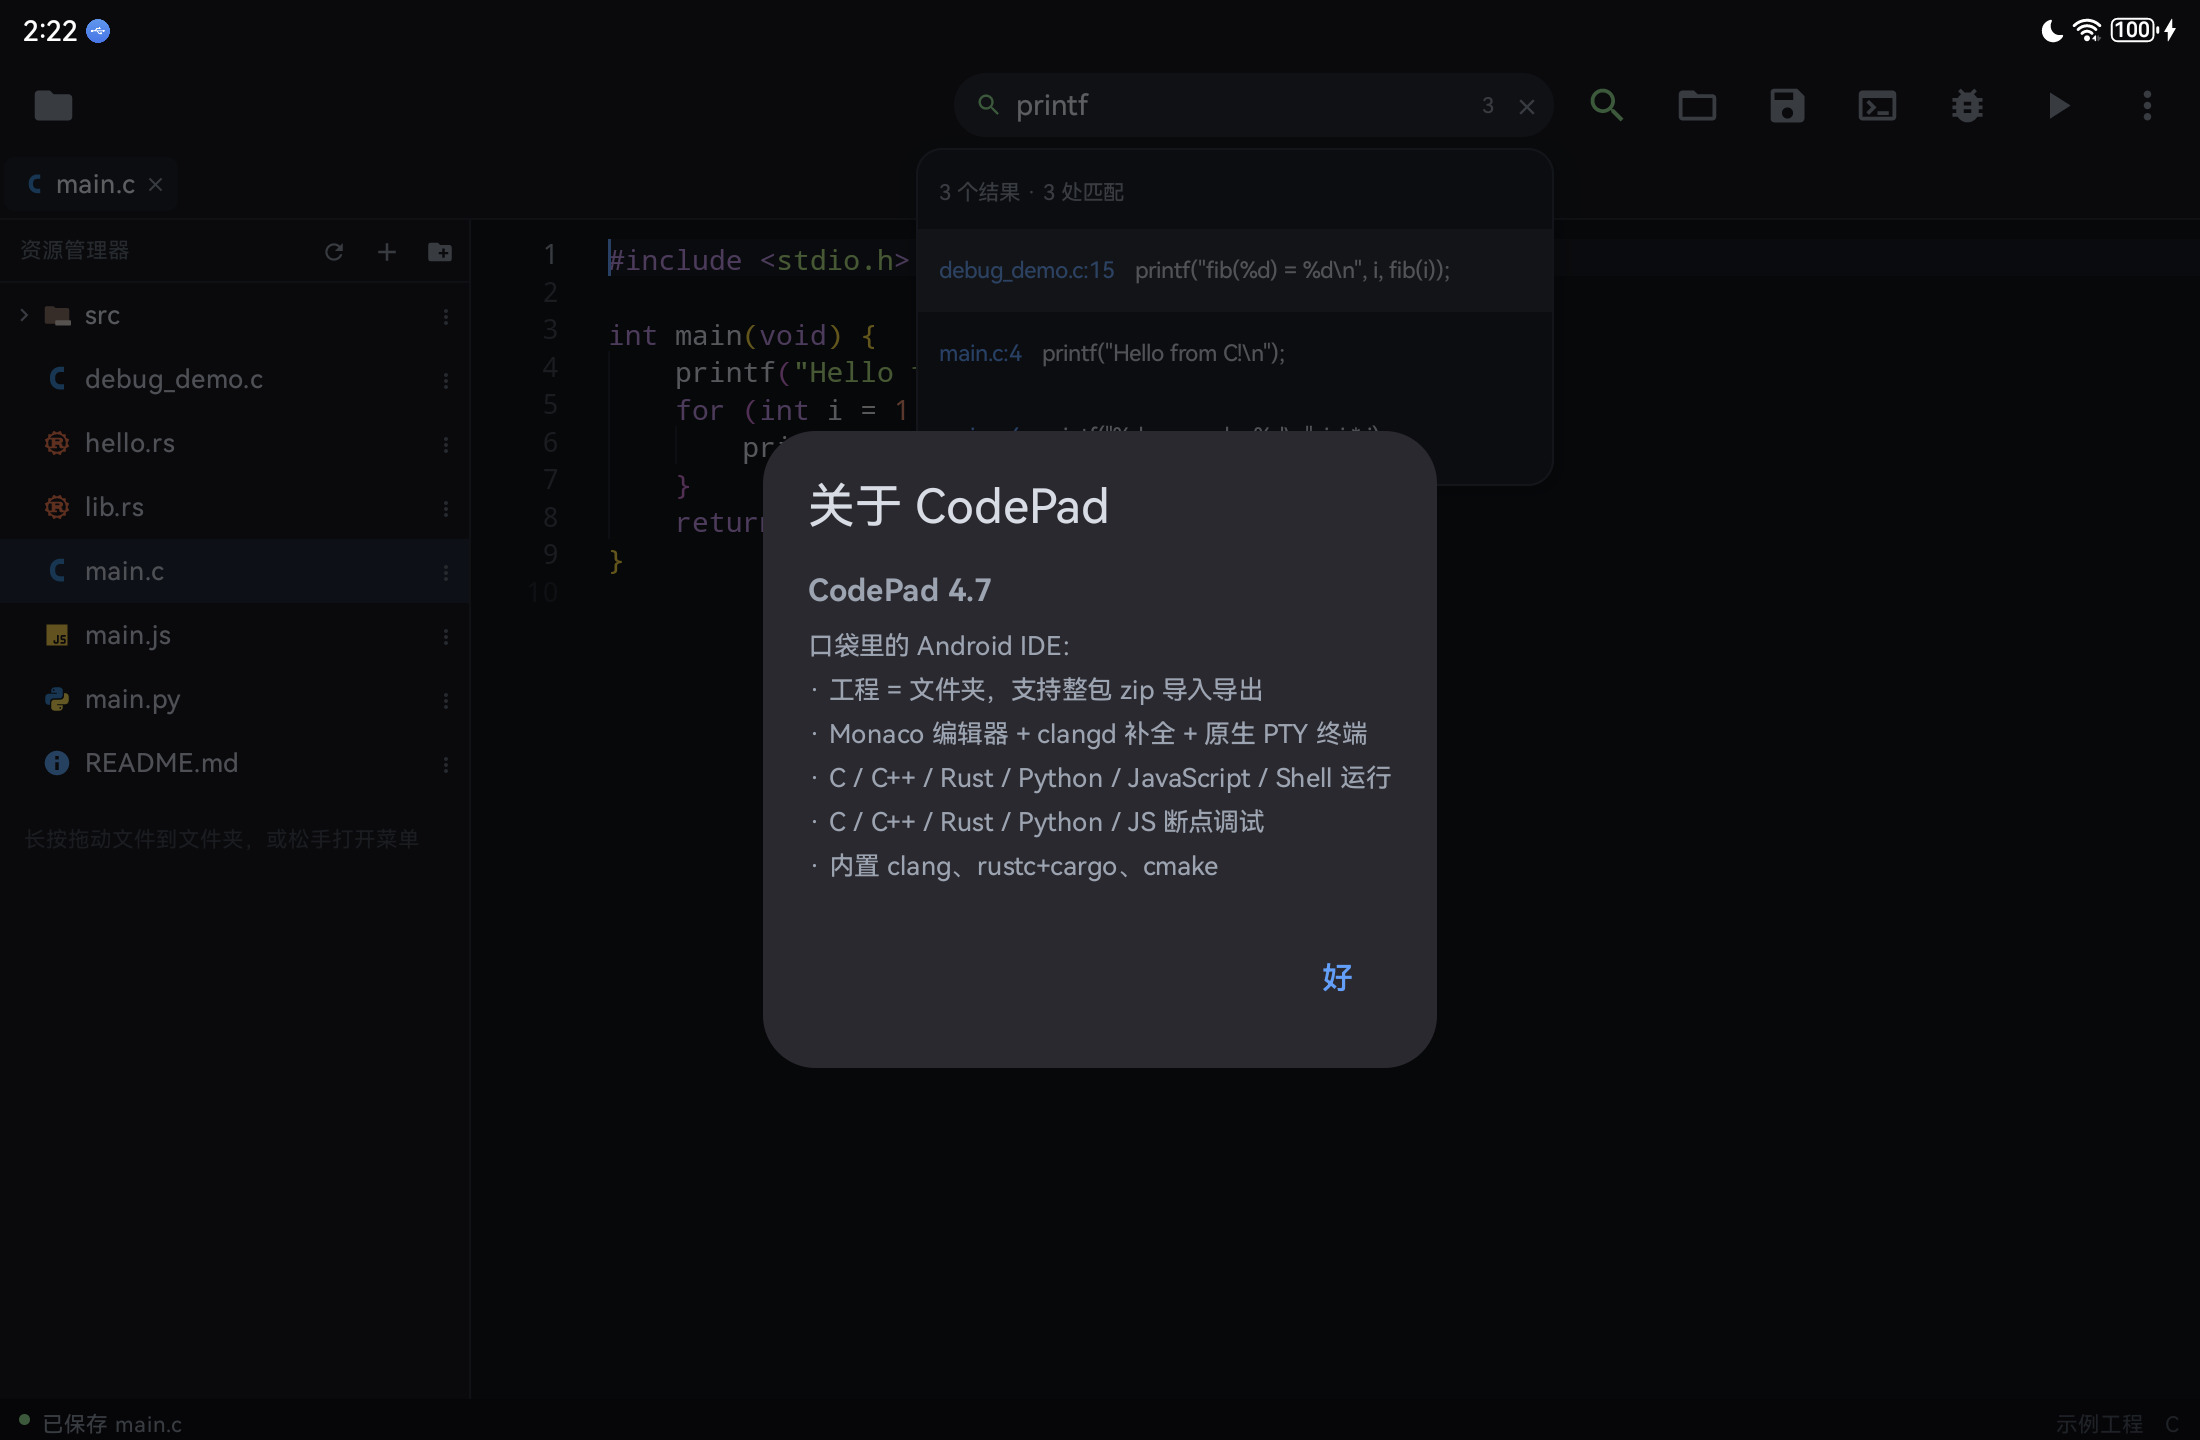 2:22
100
printf
3
main.c
3 个结果 · 3 处匹配
资源管理器
debug_demo.c:15 printf("fib(%d) = %d\n", i, fib(i));
main.c:4 printf("Hello from C!\n");
src
debug_demo.c
hello.rs
lib.rs
main.c
main.js
main.py
README.md
长按拖动文件到文件夹，或松手打开菜单
1 #include <stdio.h>
2
3 int main(void) {
4 printf("Hello
5 for (int i = 1
6 pri
7 }
8 return
9 }
10
关于 CodePad
CodePad 4.7
口袋里的 Android IDE:
· 工程 = 文件夹，支持整包 zip 导入导出
· Monaco 编辑器 + clangd 补全 + 原生 PTY 终端
· C / C++ / Rust / Python / JavaScript / Shell 运行
· C / C++ / Rust / Python / JS 断点调试
· 内置 clang、rustc+cargo、cmake
好
已保存 main.c
示例工程 C